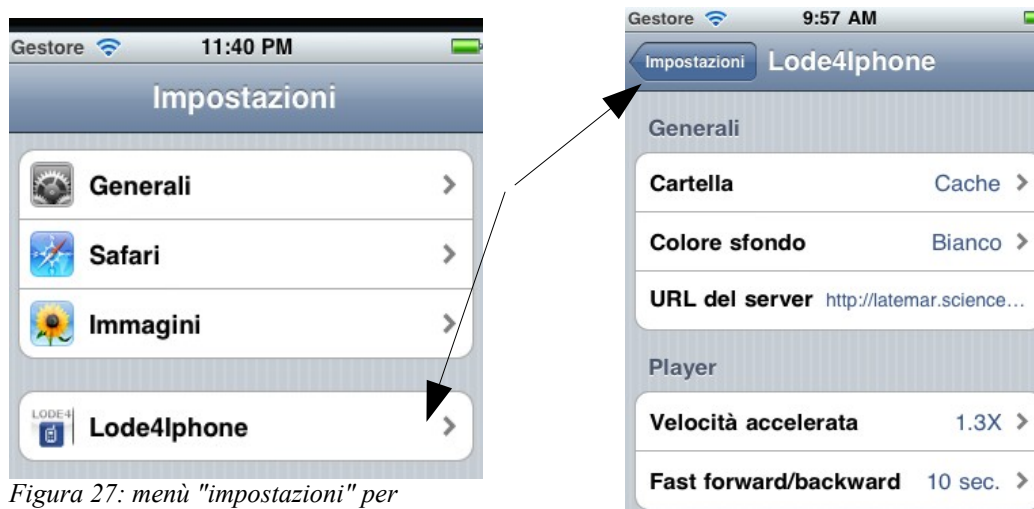 Gestore 11:40 PM
Impostazioni
Generali
Safari
Immagini
LODE4
Lode4Iphone
Figura 27: menù "impostazioni" per
Gestore 9:57 AM
Impostazioni Lode4Iphone
Generali
Cartella Cache
Colore sfondo Bianco
URL del server http://latemar.science...
Player
Velocità accelerata 1.3X
Fast forward/backward 10 sec.